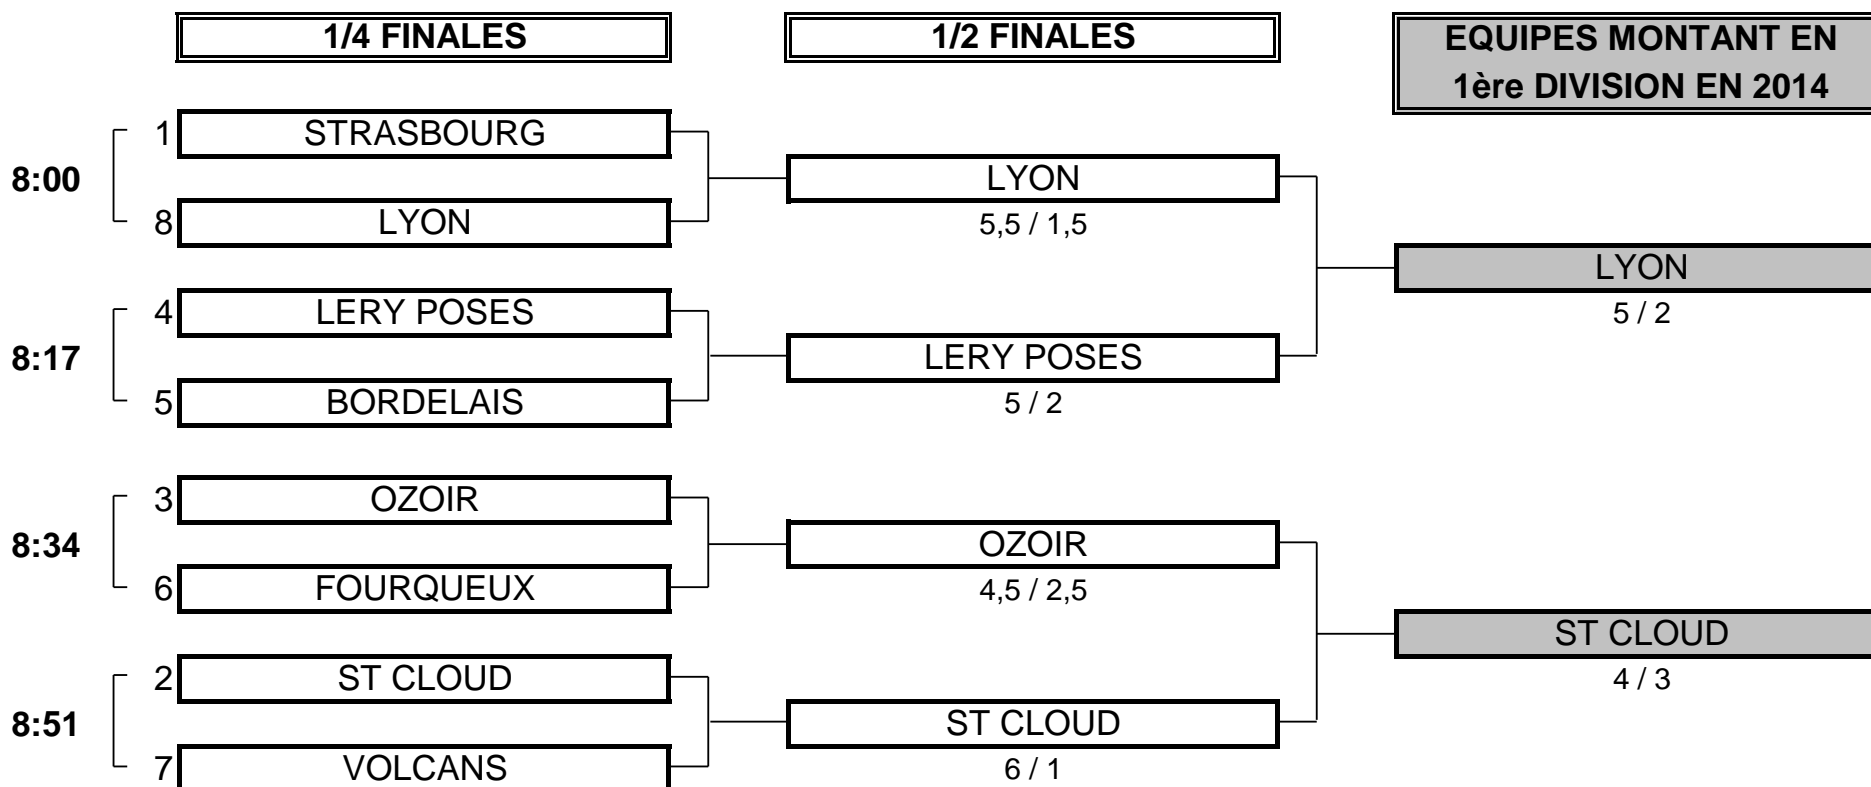 1/4 FINALES
1/2 FINALES
EQUIPES MONTANT EN
1ère DIVISION EN 2014
8:00
1 STRASBOURG
8 LYON
LYON
5,5 / 1,5
LYON
5 / 2
8:17
4 LERY POSES
5 BORDELAIS
LERY POSES
5 / 2
8:34
3 OZOIR
6 FOURQUEUX
OZOIR
4,5 / 2,5
ST CLOUD
4 / 3
8:51
2 ST CLOUD
7 VOLCANS
ST CLOUD
6 / 1